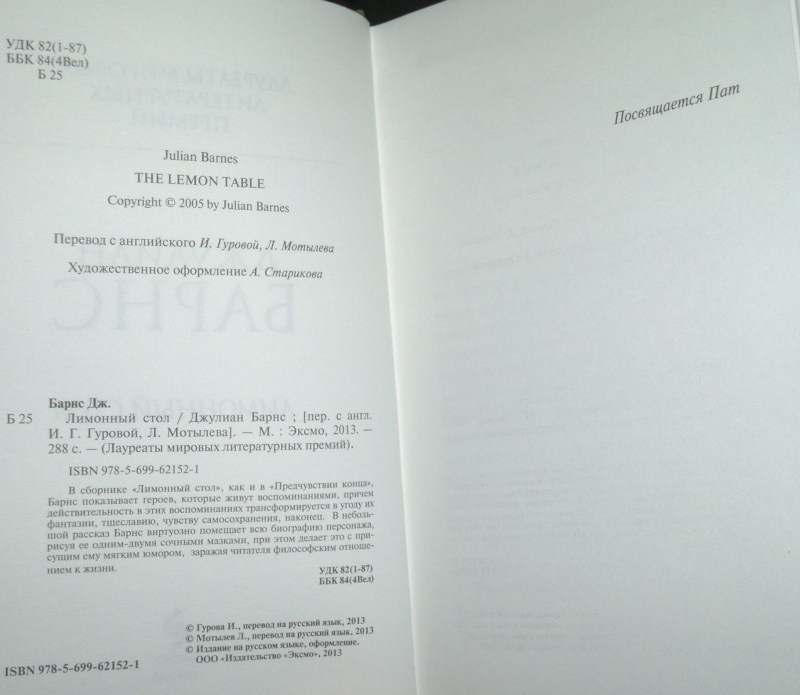 УДК 82(1-87)
ББК 84(4Вел)
Б 25
Julian Barnes
THE LEMON TABLE
Copyright © 2005 by Julian Barnes
Перевод с английского И. Гуровой, Л. Мотылева
Художественное оформление А. Старикова
Барнс Дж.
Б 25 Лимонный стол / Джулиан Барнс ; [пер. с англ.
И. Г. Гуровой, Л. Мотылева]. — М. : Эксмо, 2013. —
288 с. — (Лауреаты мировых литературных премий).
ISBN 978-5-699-62152-1
В сборнике «Лимонный стол», как и в «Предчувствии конца»,
Барнс показывает героев, которые живут воспоминаниями, причем
действительность в этих воспоминаниях трансформируется в угоду их
фантазии, тщеславию, чувству самосохранения, наконец. В неболь-
шой рассказ Барнс виртуозно помещает всю биографию персонажа,
рисуя ее одним-двумя сочными мазками, при этом делает это с при-
сущим ему мягким юмором, заражая читателя философским отноше-
нием к жизни.
УДК 82(1-87)
ББК 84(4Вел)
© Гурова И., перевод на русский язык, 2013
© Мотылев Л., перевод на русский язык, 2013
© Издание на русском языке, оформление.
ООО «Издательство «Эксмо», 2013
ISBN 978-5-699-62152-1
Посвящается Пат